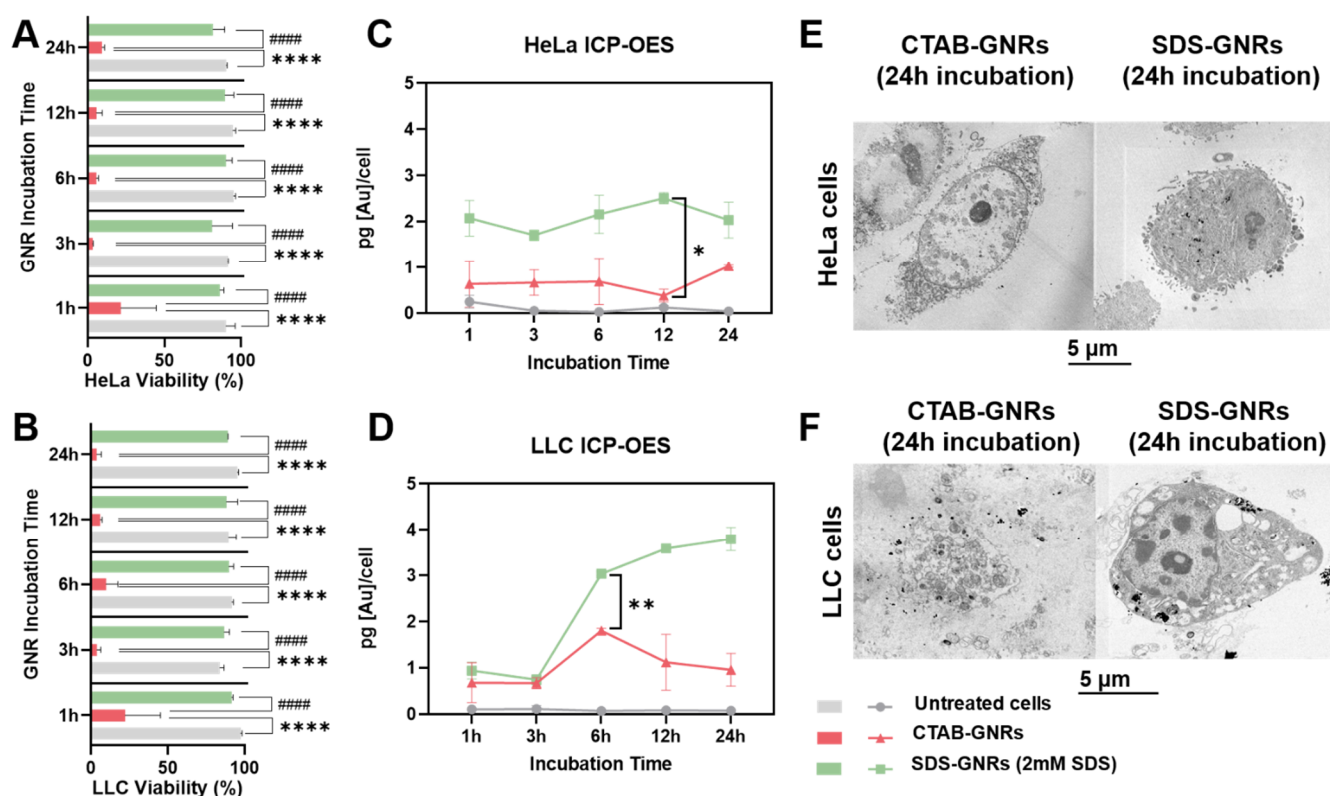 A
24h
####
****
12h
####
****
6h
####
****
3h
####
****
1h
####
****
GNR Incubation Time
0
100
HeLa Viability (%)
B
24h
####
****
12h
####
****
6h
####
****
3h
####
****
1h
####
****
GNR Incubation Time
0
50
100
LLC Viability (%)
C
HeLa ICP-OES
pg [Au]/cell
5
4
3
2
1
0
*
1
3
6
12
24
Incubation Time
D
LLC ICP-OES
pg [Au]/cell
5
4
3
2
1
0
**
1h
3h
6h
12h
24h
Incubation Time
E
CTAB-GNRs
(24h incubation)
SDS-GNRs
(24h incubation)
HeLa cells
5 µm
F
CTAB-GNRs
(24h incubation)
SDS-GNRs
(24h incubation)
LLC cells
5 µm
Untreated cells
CTAB-GNRs
SDS-GNRs (2mM SDS)